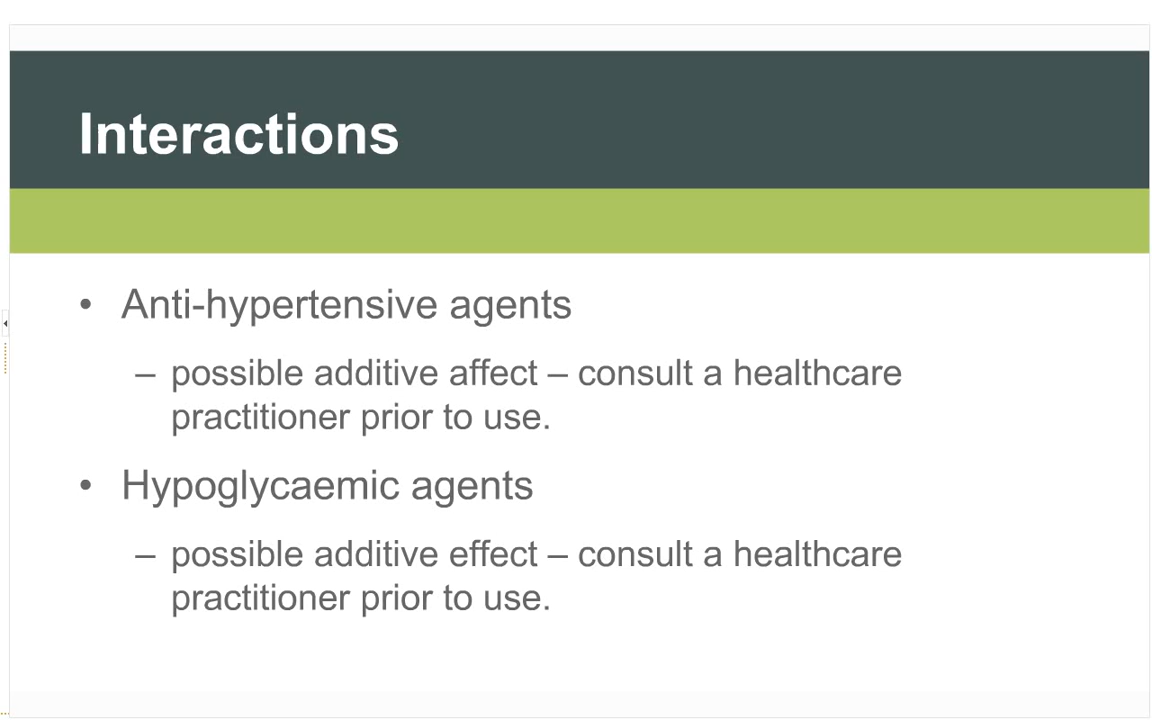 Interactions
• Anti-hypertensive agents
– possible additive affect – consult a healthcare
practitioner prior to use.
• Hypoglycaemic agents
– possible additive effect – consult a healthcare
practitioner prior to use.